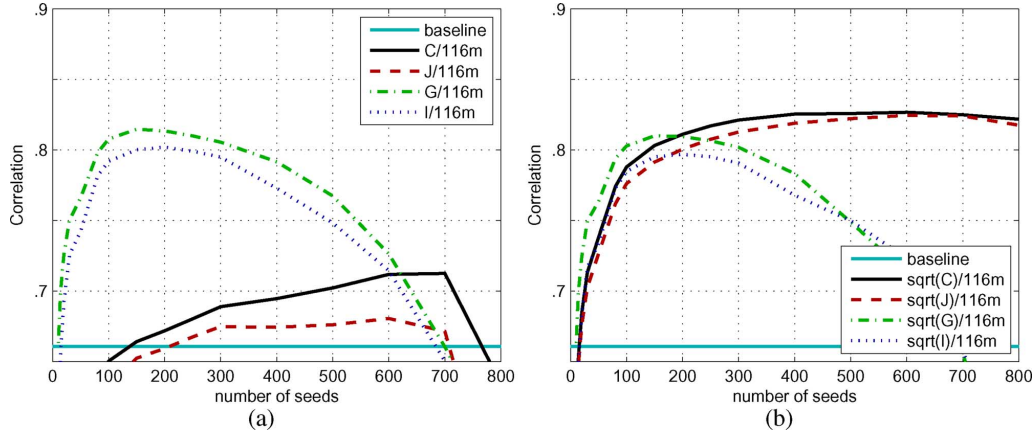 .9
.8
.7
Correlation
0 100 200 300 400 500 600 700 800
number of seeds
baseline
C/116m
J/116m
G/116m
I/116m
(a)
.9
.8
.7
Correlation
0 100 200 300 400 500 600 700 800
number of seeds
baseline
sqrt(C)/116m
sqrt(J)/116m
sqrt(G)/116m
sqrt(I)/116m
(b)